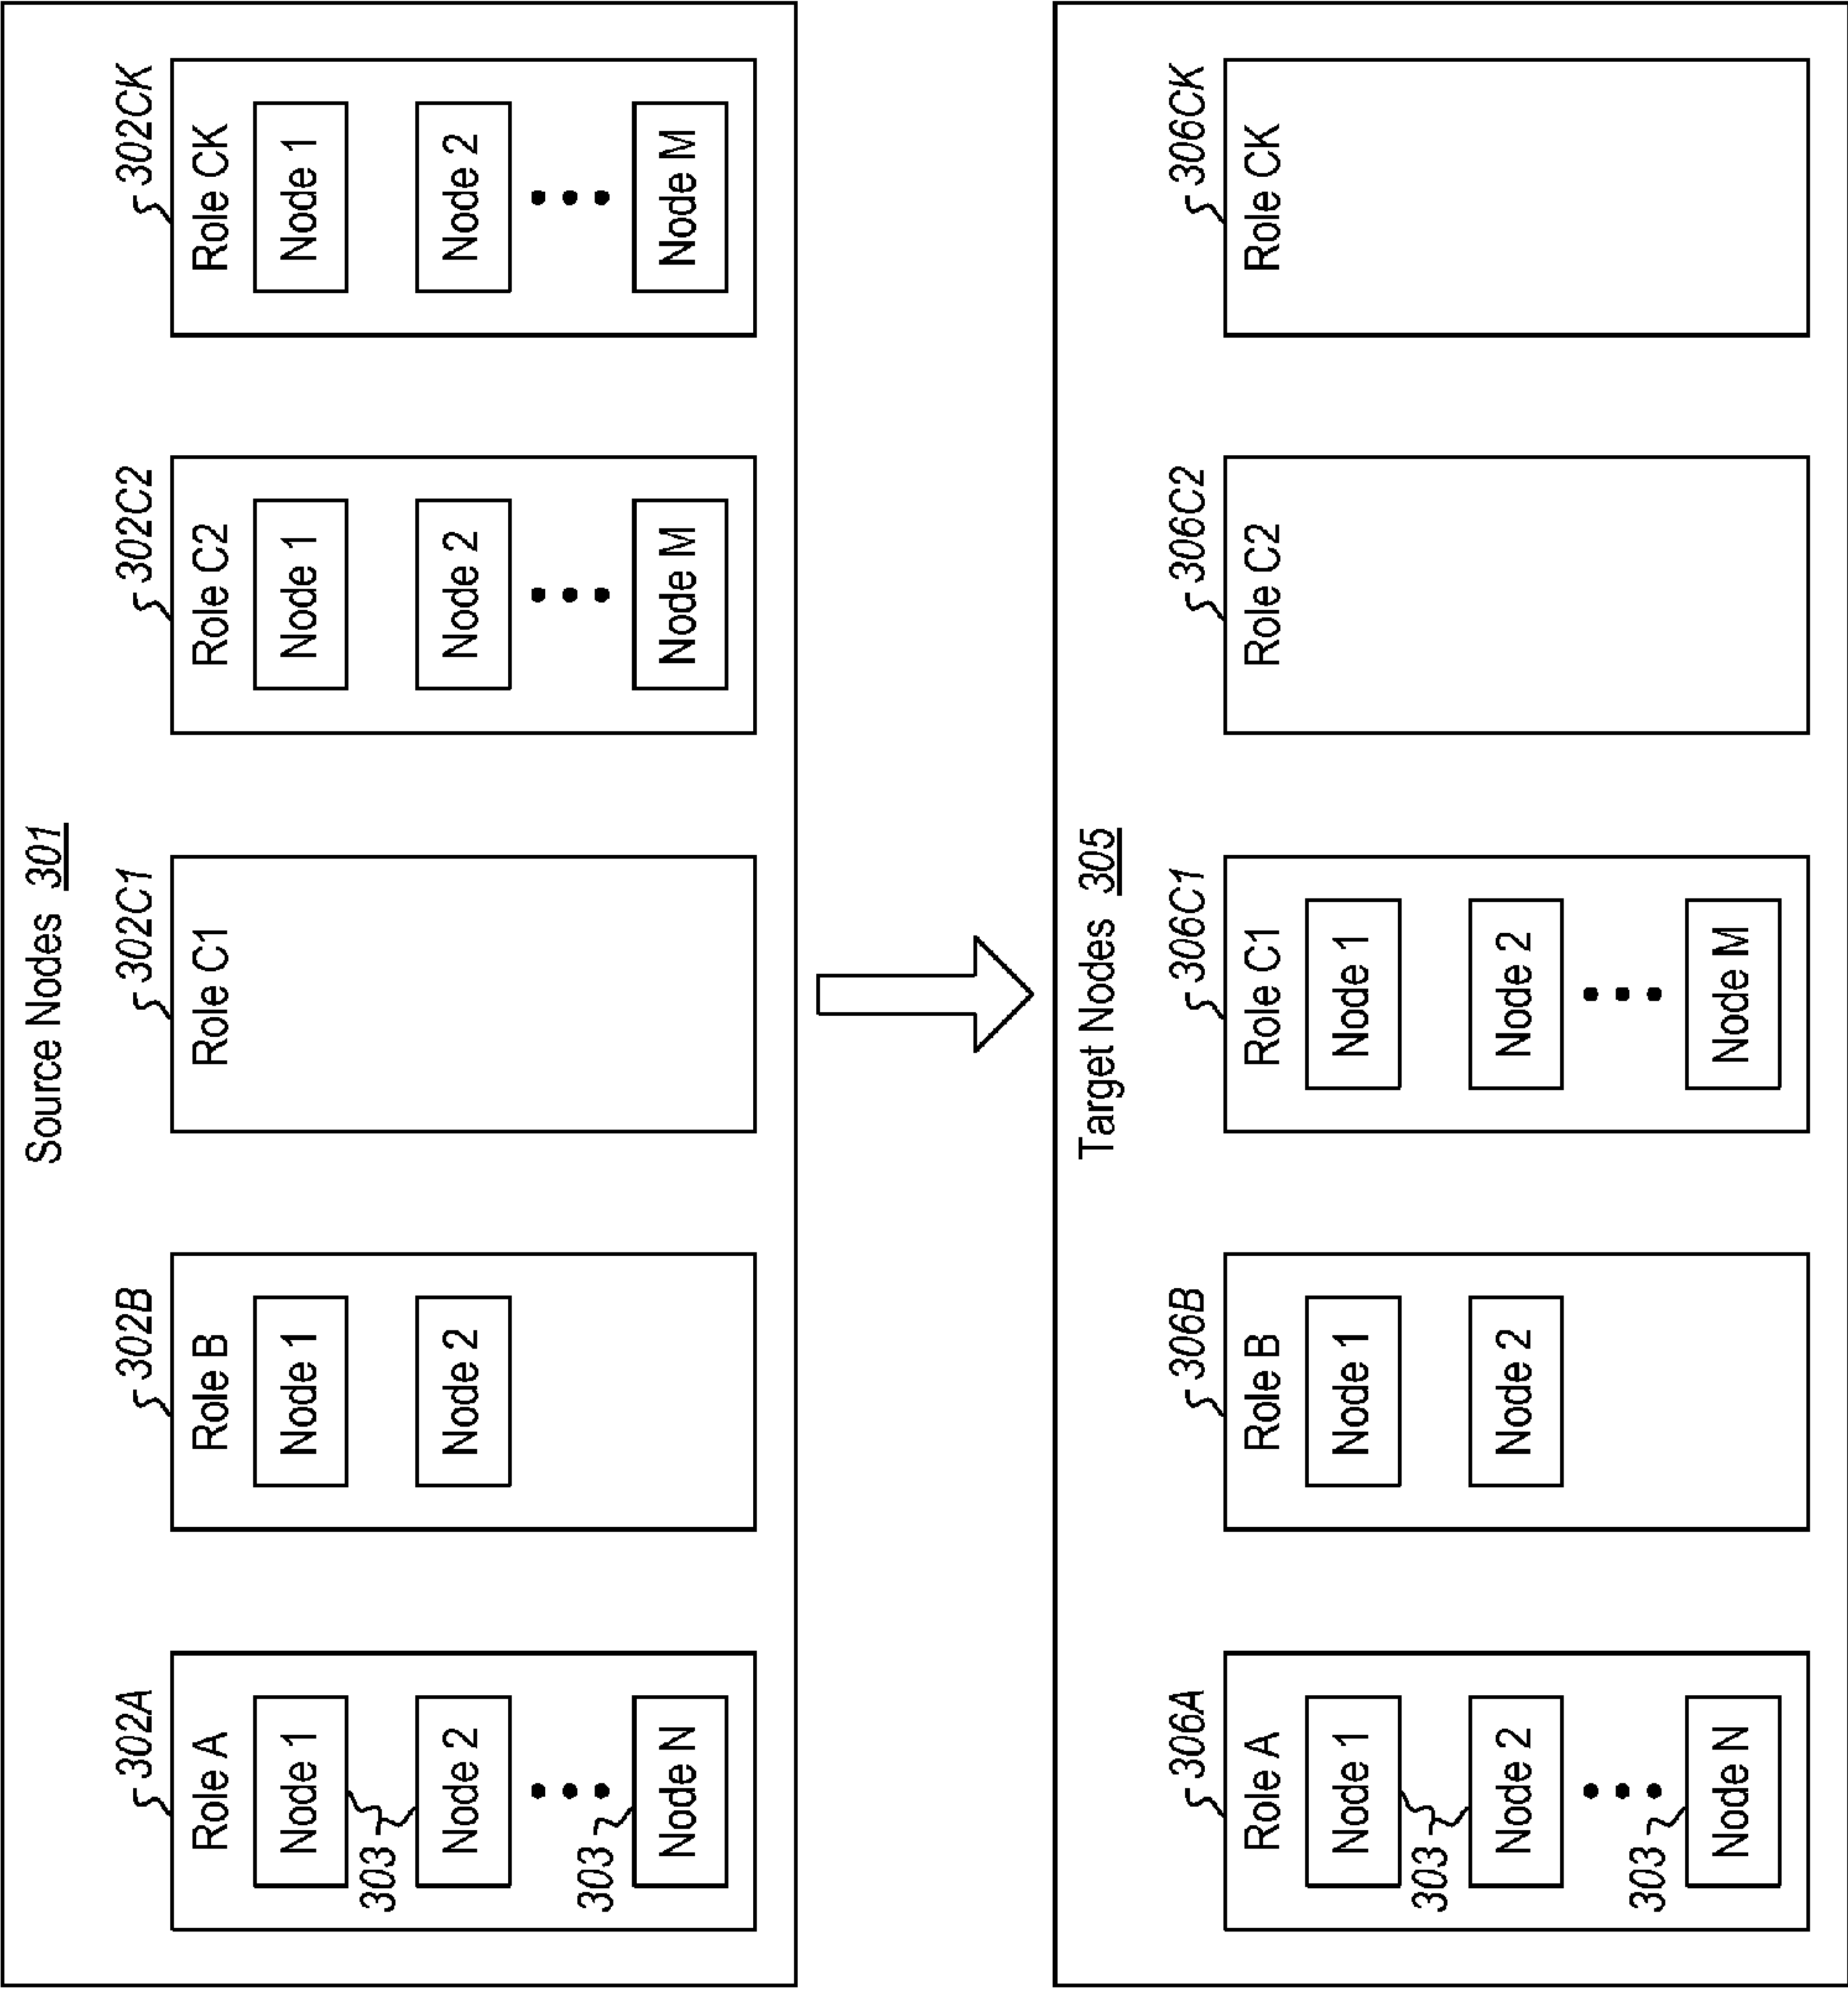 Source Nodes 301
302A
Role A
Node 1
303
Node 2
303
Node N
302B
Role B
Node 1
Node 2
302C1
Role C1
302C2
Role C2
Node 1
Node 2
Node M
302CK
Role CK
Node 1
Node 2
Node M
Target Nodes 305
306A
Role A
Node 1
303
Node 2
303
Node N
306B
Role B
Node 1
Node 2
306C1
Role C1
Node 1
Node 2
Node M
306C2
Role C2
306CK
Role CK